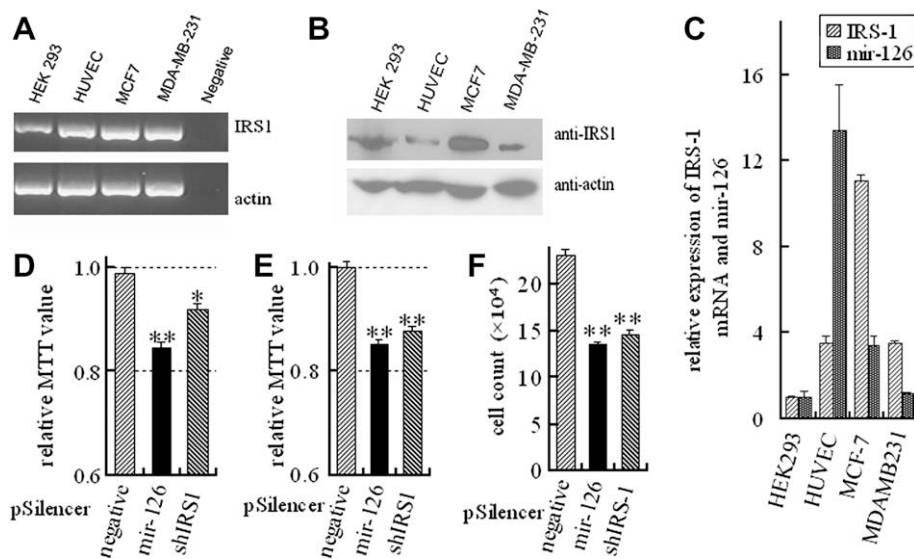 A
HEK 293
HUVEC
MCF7
MDA-MB-231
Negative
IRS1
actin
B
HEK 293
HUVEC
MCF7
MDA-MB-231
anti-IRS1
anti-actin
C
IRS-1
mir-126
relative expression of IRS-1
mRNA and mir-126
16
12
8
4
0
HEK293
HUVEC
MCF-7
MDAMB231
D
relative MTT value
1.0
0.8
0.6
**
*
pSilencer
negative
mir-126
shIRS1
E
relative MTT value
1.0
0.8
0.6
**
**
pSilencer
negative
mir-126
shIRS1
F
cell count (×10⁴)
20
15
10
5
0
**
**
pSilencer
negative
mir-126
shIRS-1